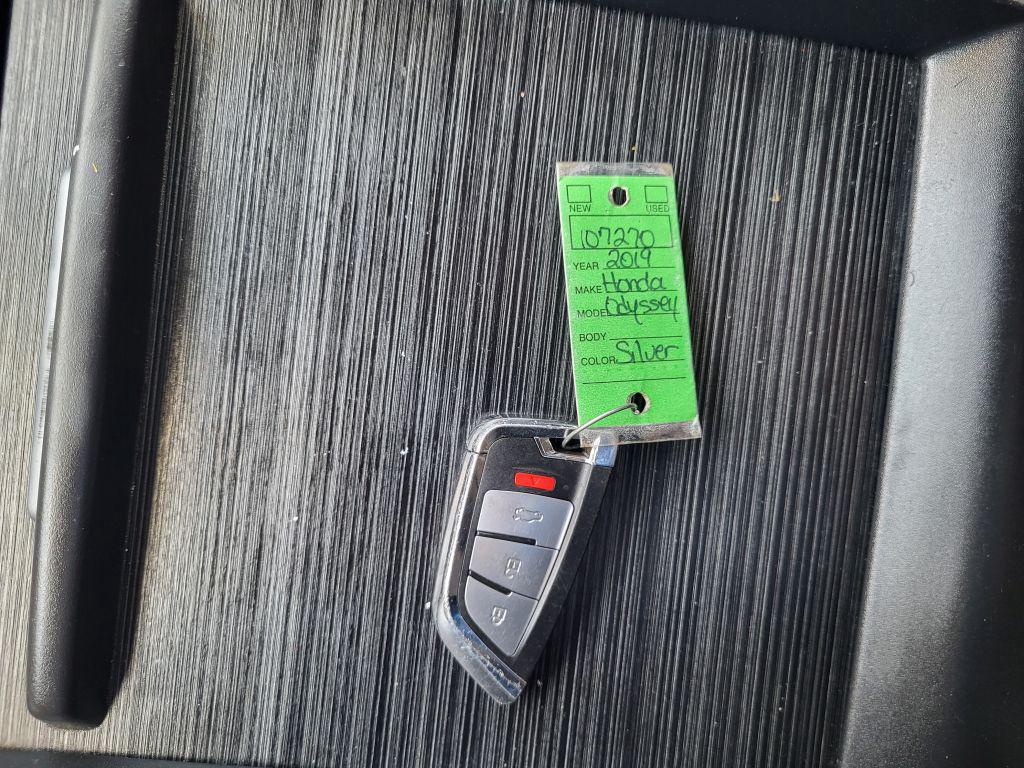 NEW USED
107270
YEAR 2019
MAKE Honda
MODEL Odyssey
BODY
COLOR Silver